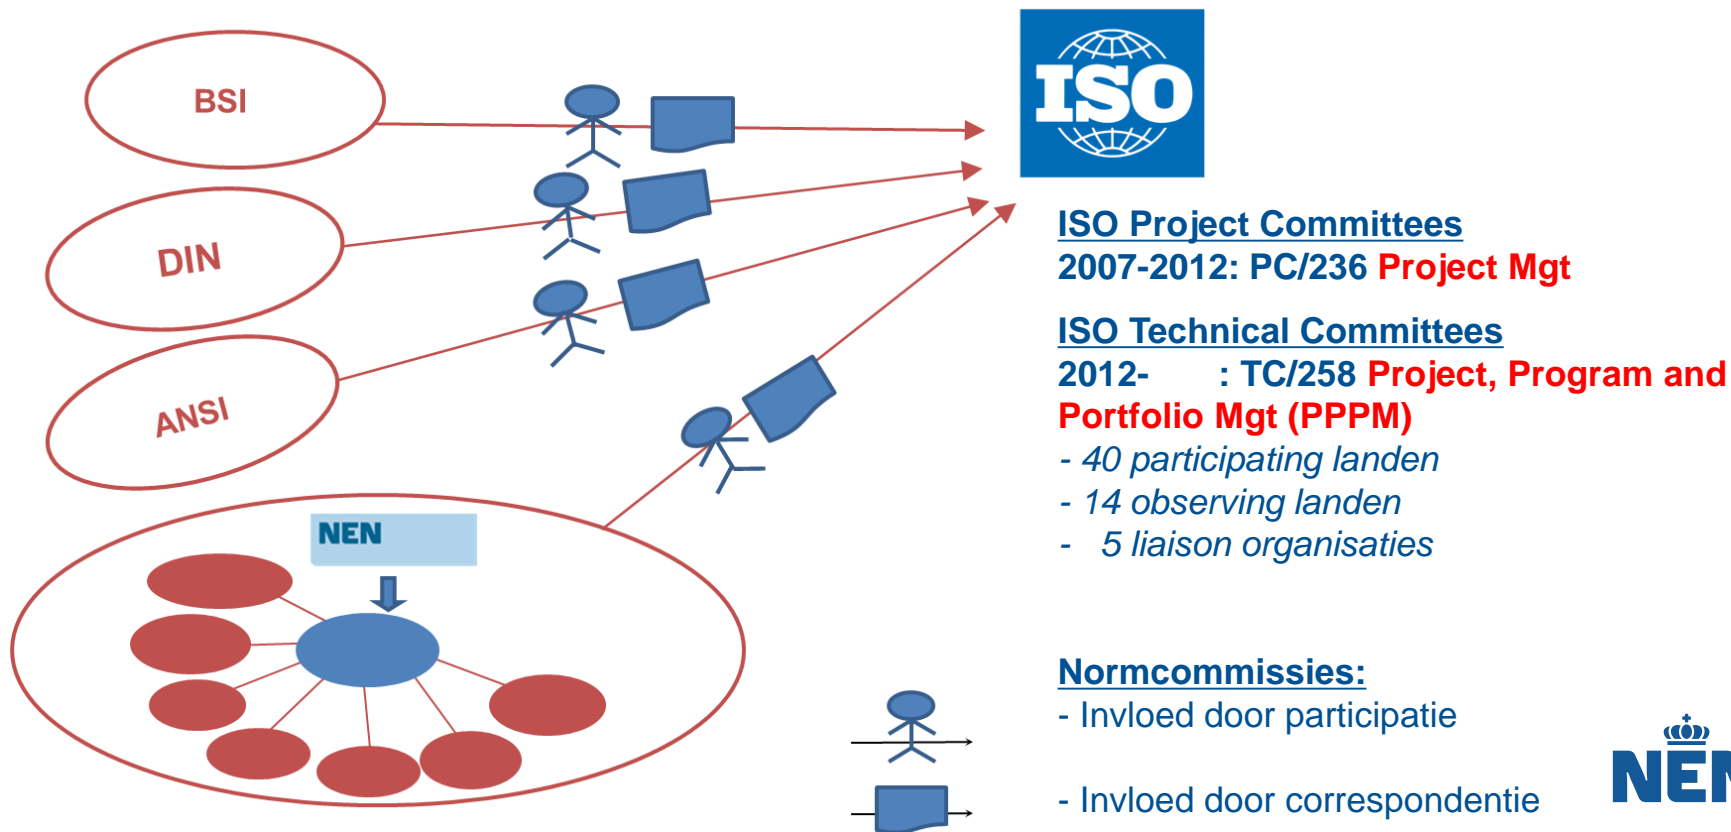 BSI
DIN
ANSI
NEN
ISO
ISO Project Committees
2007-2012: PC/236 Project Mgt
ISO Technical Committees
2012- : TC/258 Project, Program and
Portfolio Mgt (PPPM)
- 40 participating landen
- 14 observing landen
- 5 liaison organisaties
Normcommissies:
- Invloed door participatie
- Invloed door correspondentie
NEN